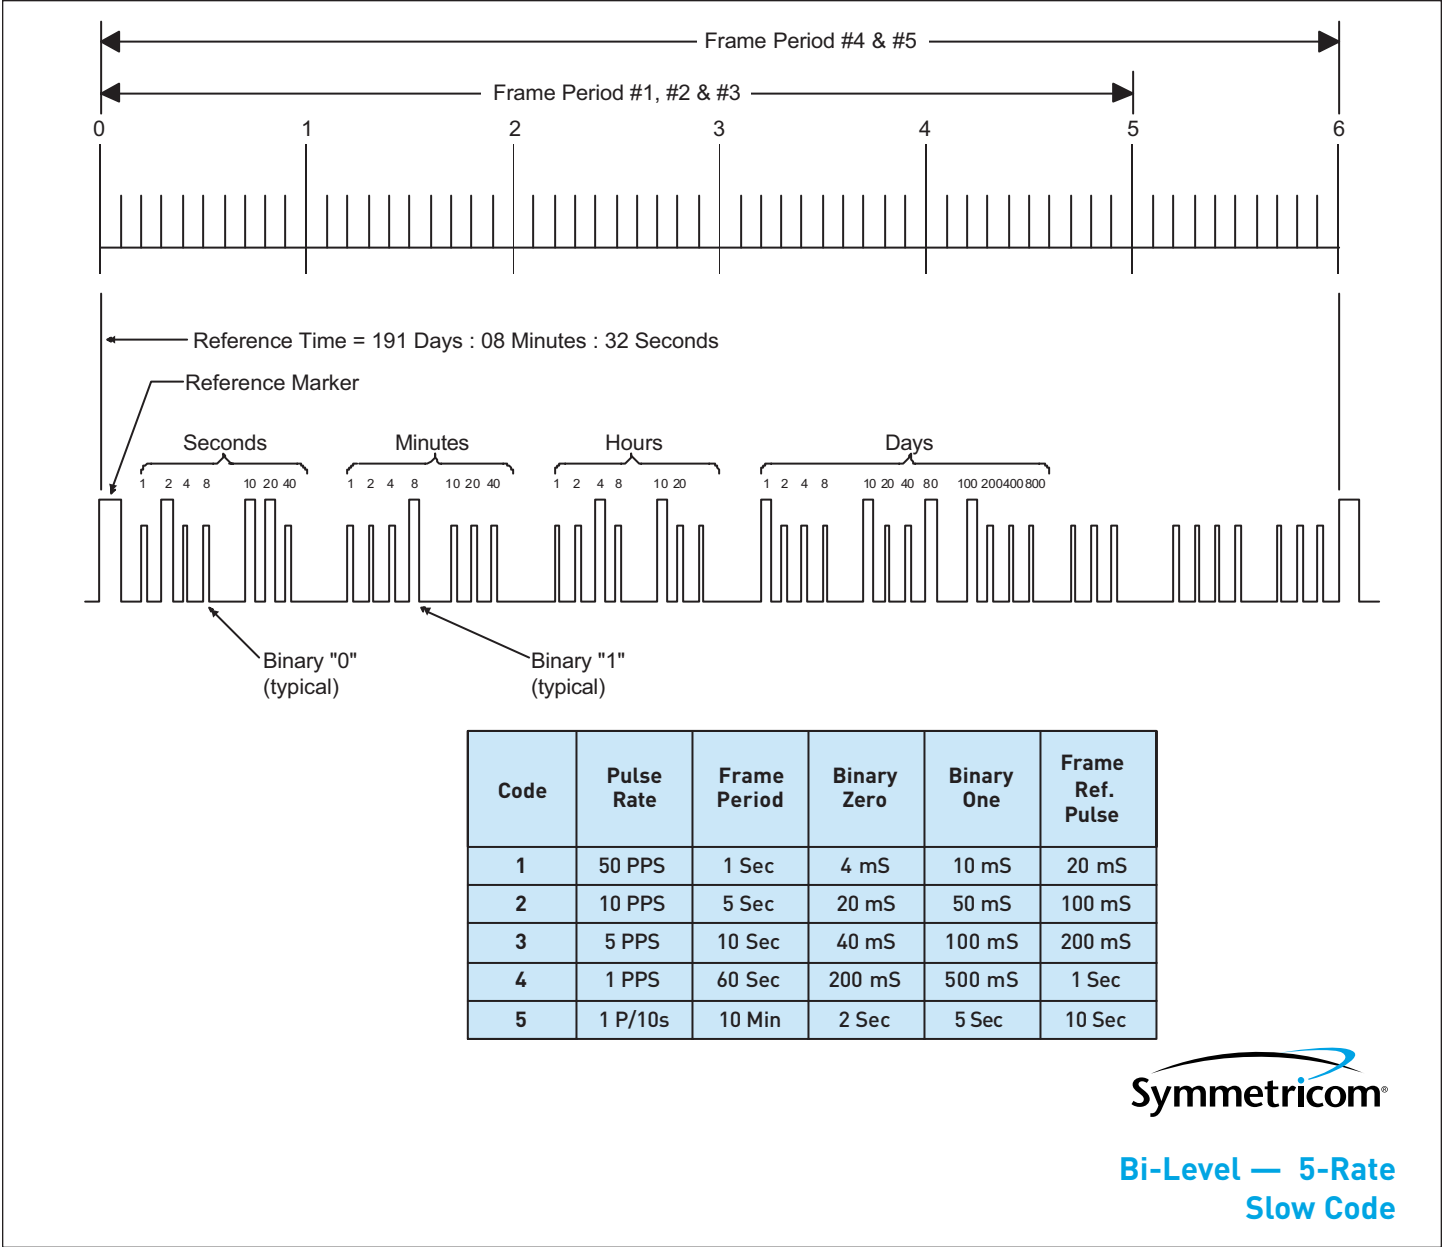 Frame Period #4 & #5
Frame Period #1, #2 & #3
0 1 2 3 4 5 6
Reference Time = 191 Days : 08 Minutes : 32 Seconds
Reference Marker
Seconds Minutes Hours Days
1 2 4 8 10 20 40 1 2 4 8 10 20 40 1 2 4 8 10 20 1 2 4 8 10 20 40 80 100 200 400 800
Binary "0"
(typical)
Binary "1"
(typical)
Code Pulse Rate Frame Period Binary Zero Binary One Frame Ref. Pulse
1 50 PPS 1 Sec 4 mS 10 mS 20 mS
2 10 PPS 5 Sec 20 mS 50 mS 100 mS
3 5 PPS 10 Sec 40 mS 100 mS 200 mS
4 1 PPS 60 Sec 200 mS 500 mS 1 Sec
5 1 P/10s 10 Min 2 Sec 5 Sec 10 Sec
Symmetricom®
Bi-Level — 5-Rate
Slow Code